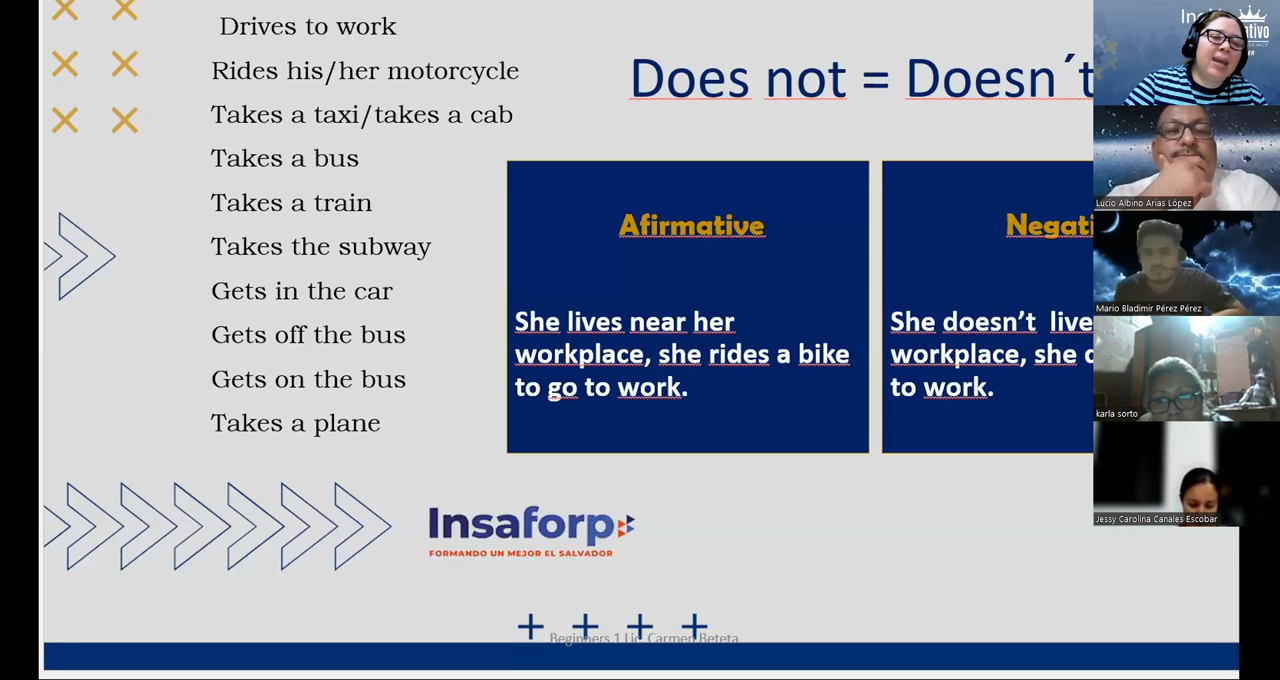 Drives to work
Rides his/her motorcycle
Takes a taxi/takes a cab
Takes a bus
Takes a train
Takes the subway
Gets in the car
Gets off the bus
Gets on the bus
Takes a plane
Does not = Doesn´t
Afirmative
She lives near her
workplace, she rides a bike
to go to work.
Negati
She doesn’t live
workplace, she
to work.
Insaforp
FORMANDO UN MEJOR EL SALVADOR
Beginners 1 Lic. Carmen Beteta
Lucio Albino Arias López
Mario Bladimir Pérez Pérez
karla sorto
Jessy Carolina Canales Escobar